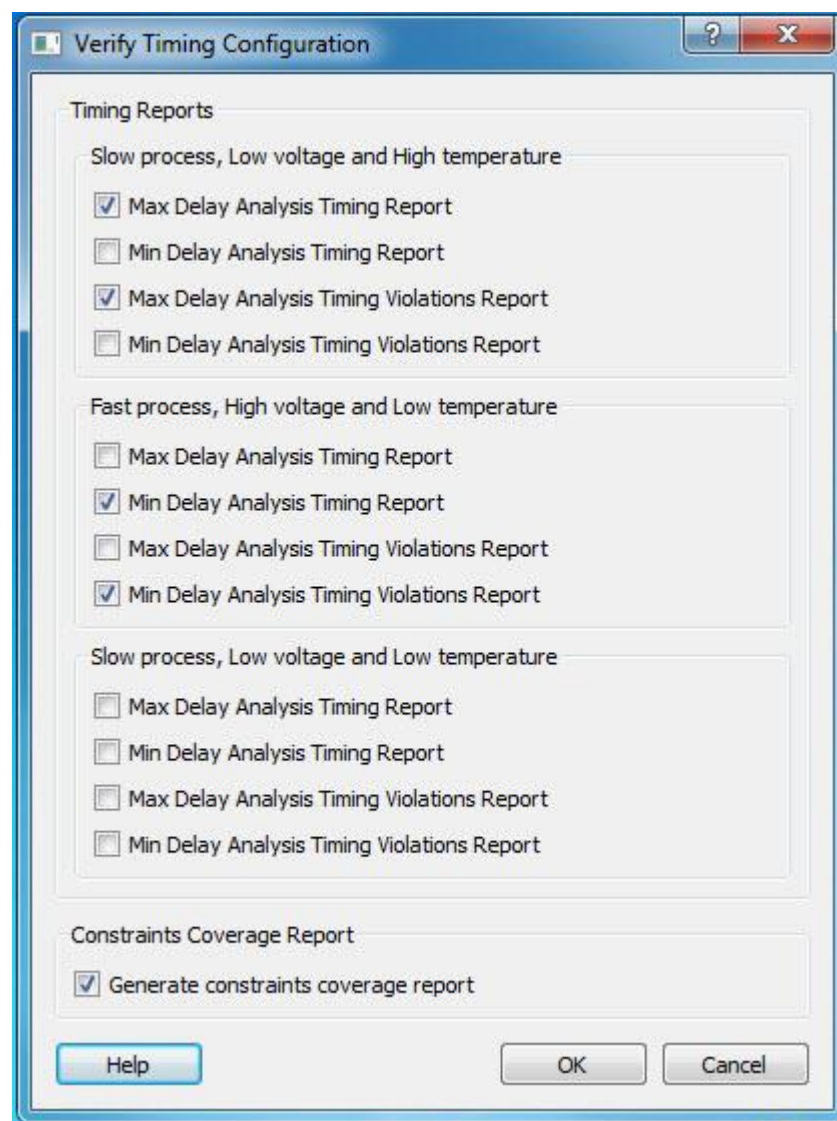 Verify Timing Configuration
?
Timing Reports
Slow process, Low voltage and High temperature
Max Delay Analysis Timing Report
Min Delay Analysis Timing Report
Max Delay Analysis Timing Violations Report
Min Delay Analysis Timing Violations Report
Fast process, High voltage and Low temperature
Max Delay Analysis Timing Report
Min Delay Analysis Timing Report
Max Delay Analysis Timing Violations Report
Min Delay Analysis Timing Violations Report
Slow process, Low voltage and Low temperature
Max Delay Analysis Timing Report
Min Delay Analysis Timing Report
Max Delay Analysis Timing Violations Report
Min Delay Analysis Timing Violations Report
Constraints Coverage Report
Generate constraints coverage report
Help OK Cancel